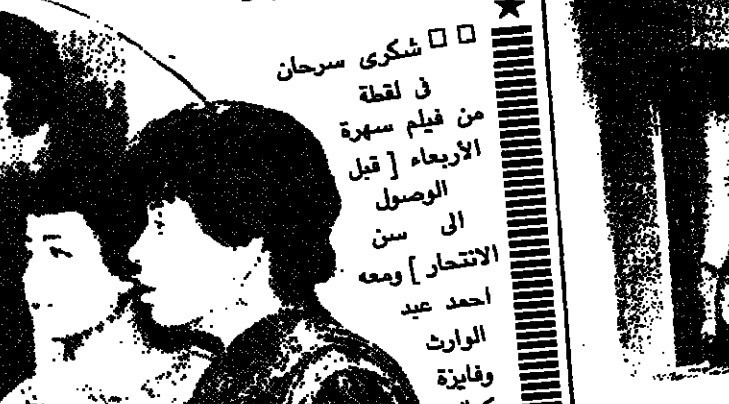 شكرى سرحان
فى لقطة
من فيلم سهرة
الأربعاء [ قبل
الوصول
الى سن
الانتحار ] ومعه
احمد عبد
الوارث
وفايزة